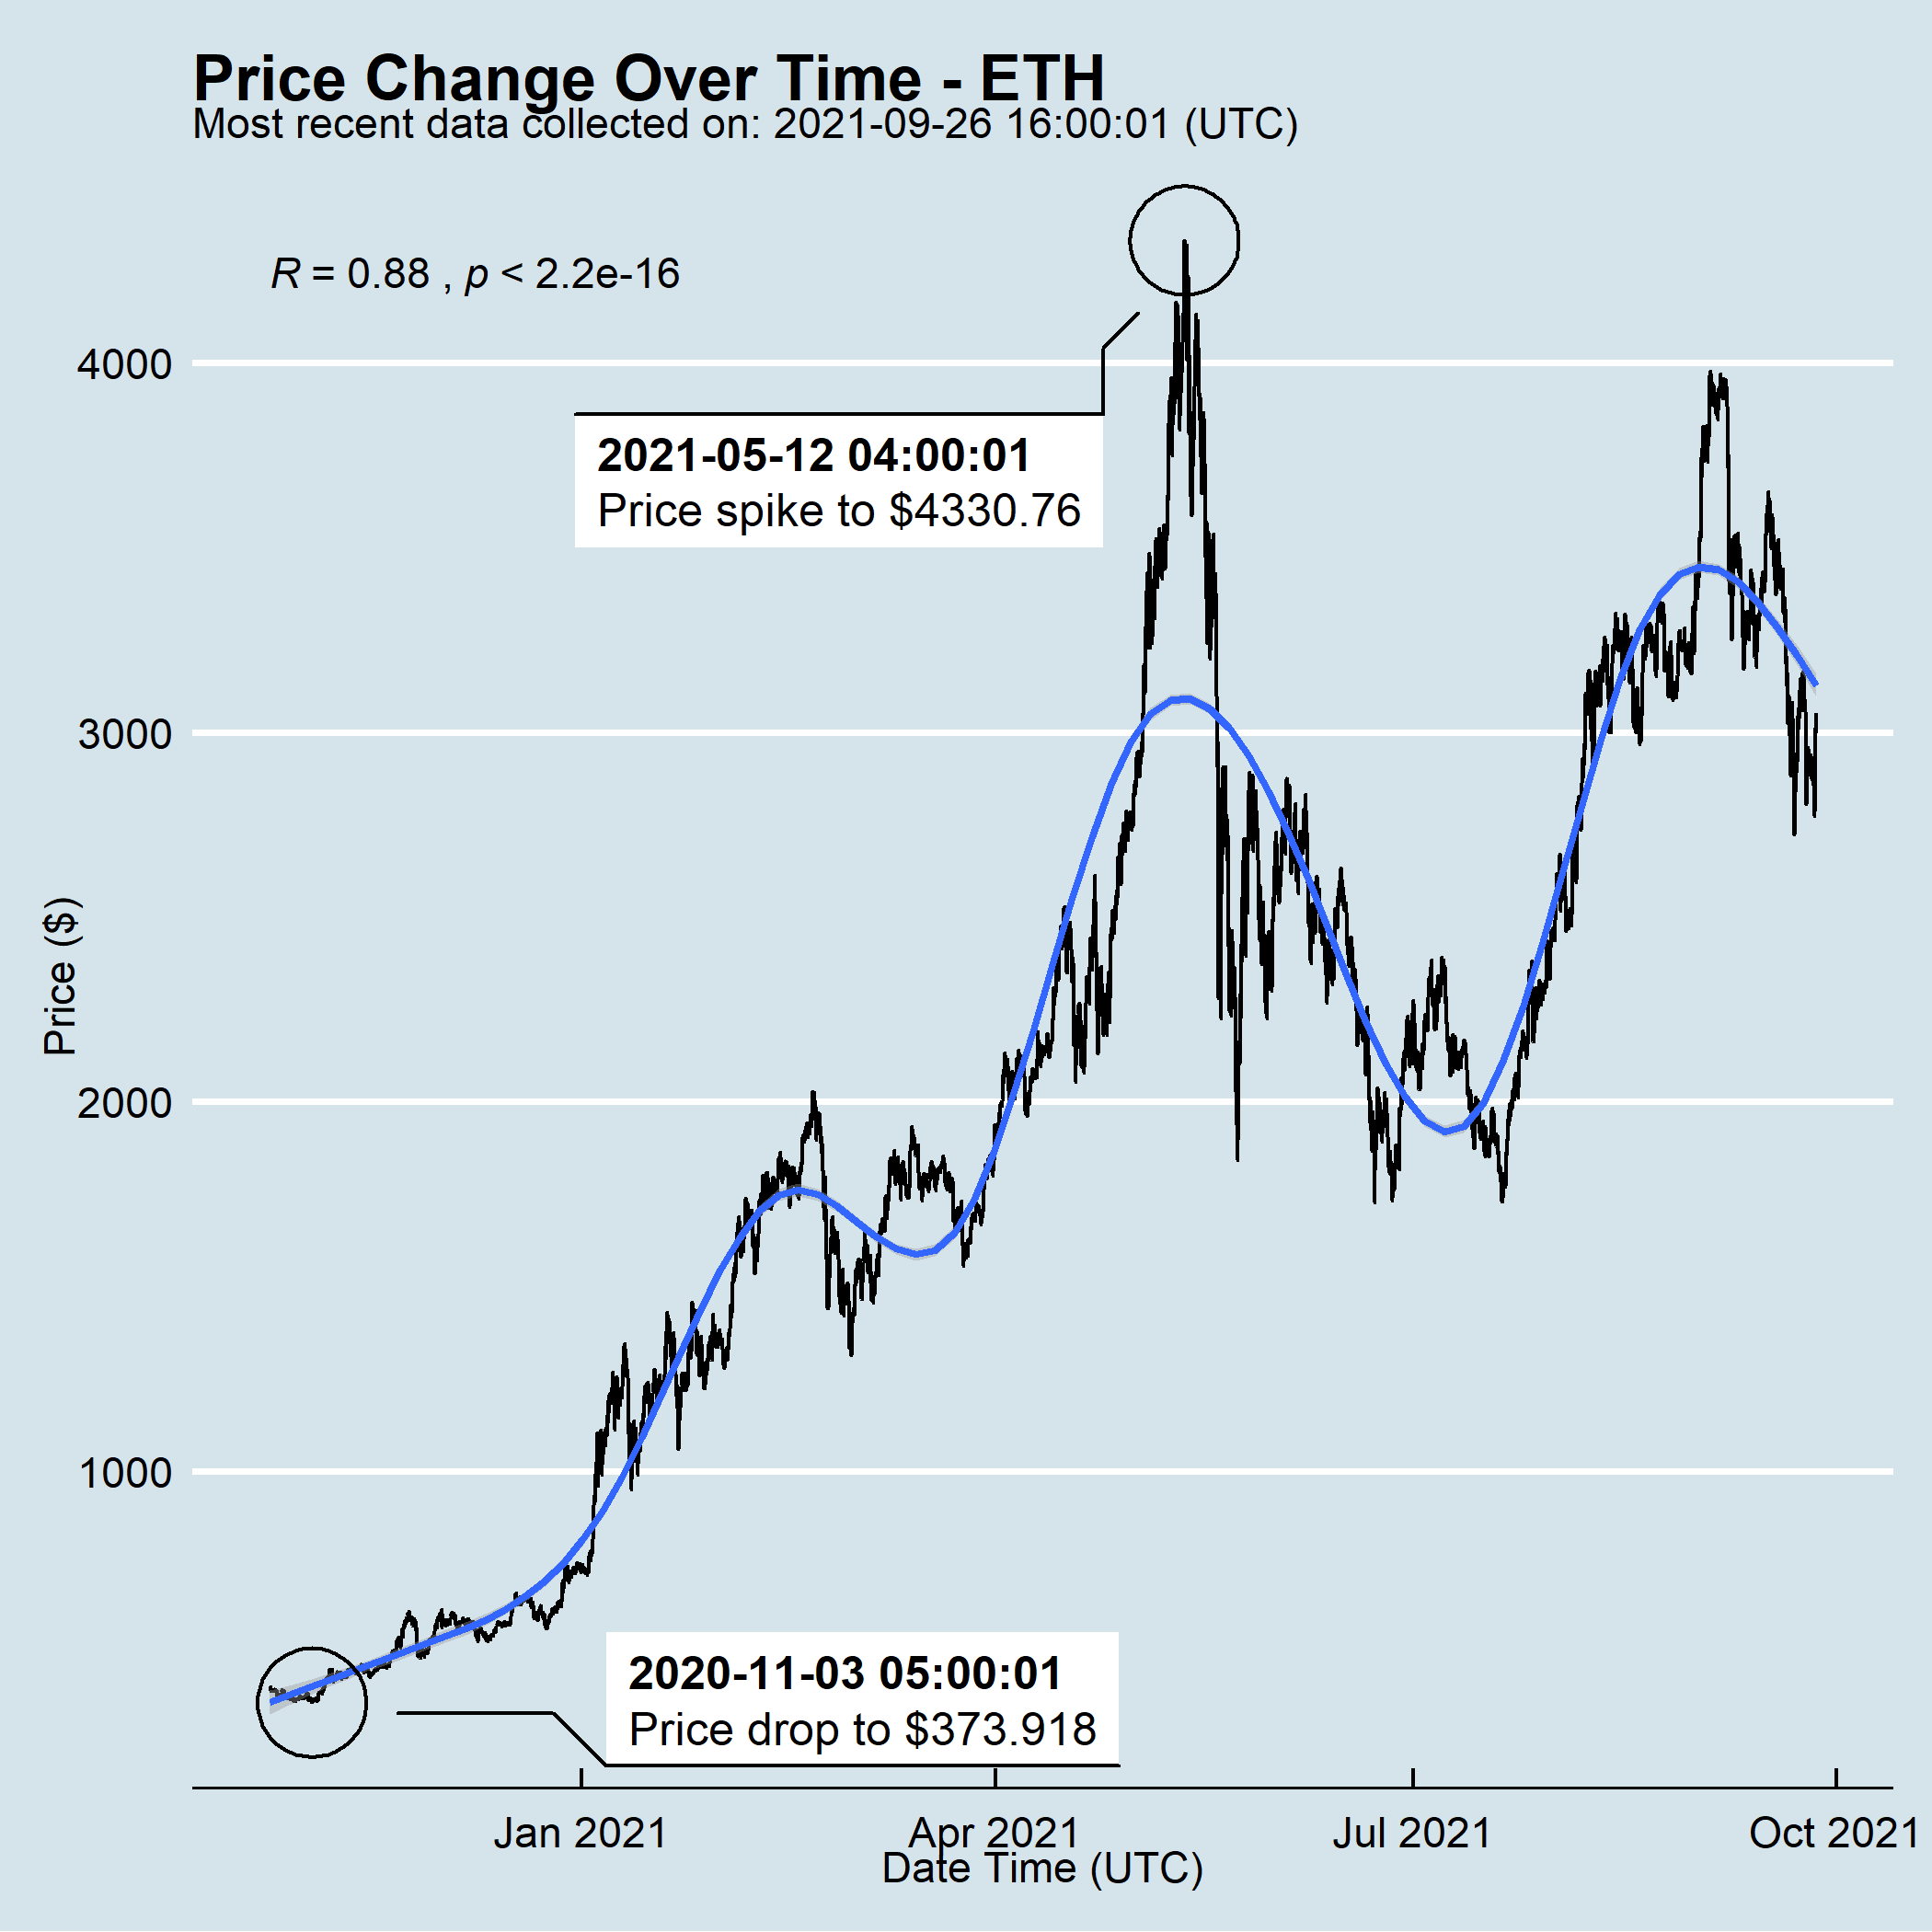 Price Change Over Time - ETH
Most recent data collected on: 2021-09-26 16:00:01 (UTC)
R = 0.88 , p < 2.2e-16
4000
2021-05-12 04:00:01
Price spike to $4330.76
3000
Price ($)
2000
1000
2020-11-03 05:00:01
Price drop to $373.918
Jan 2021 Apr 2021 Jul 2021 Oct 2021
Date Time (UTC)